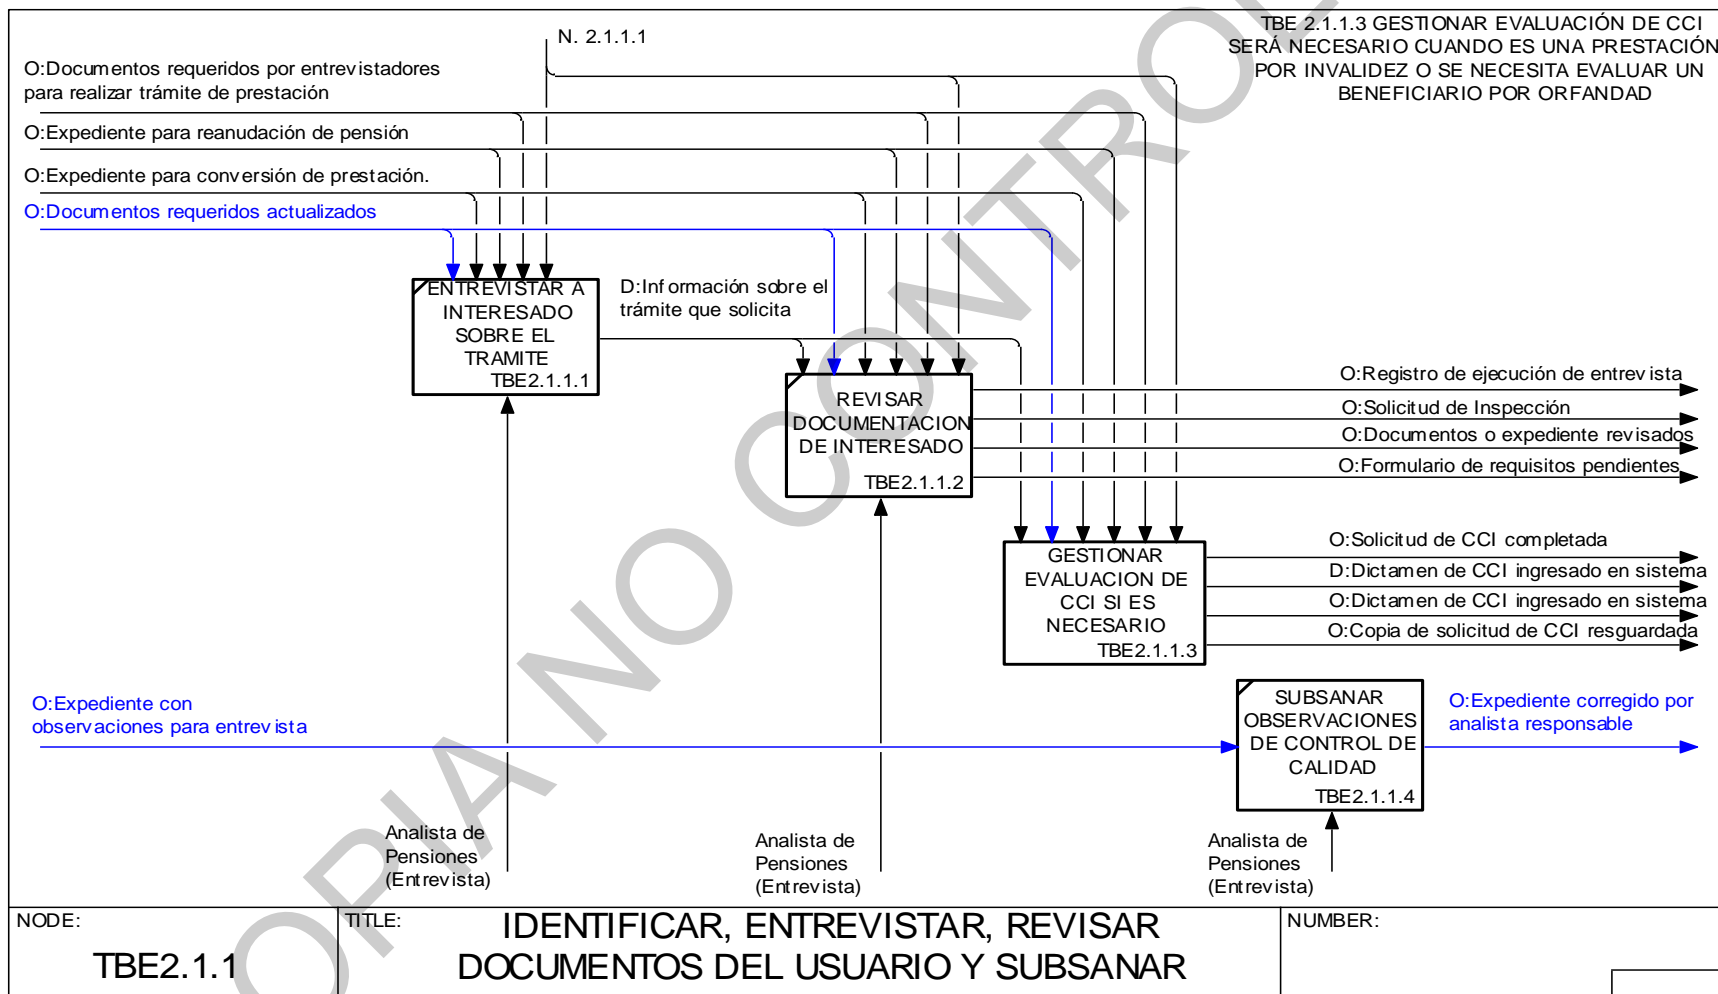 TBE 2.1.1.3 GESTIONAR EVALUACIÓN DE CCI
SERÁ NECESARIO CUANDO ES UNA PRESTACIÓN
POR INVALIDEZ O SE NECESITA EVALUAR UN
BENEFICIARIO POR ORFANDAD
N. 2.1.1.1
O:Documentos requeridos por entrevistadores
para realizar trámite de prestación
O:Expediente para reanudación de pensión
O:Expediente para conversión de prestación.
O:Documentos requeridos actualizados
ENTREVISTAR A
INTERESADO
SOBRE EL
TRAMITE
TBE2.1.1.1
D:Información sobre el
trámite que solicita
REVISAR
DOCUMENTACION
DE INTERESADO
TBE2.1.1.2
O:Registro de ejecución de entrevista
O:Solicitud de Inspección
O:Documentos o expediente revisados
O:Formulario de requisitos pendientes
GESTIONAR
EVALUACION DE
CCI SI ES
NECESARIO
TBE2.1.1.3
O:Solicitud de CCI completada
D:Dictamen de CCI ingresado en sistema
O:Dictamen de CCI ingresado en sistema
O:Copia de solicitud de CCI resguardada
O:Expediente con
observaciones para entrevista
SUBSANAR
OBSERVACIONES
DE CONTROL DE
CALIDAD
TBE2.1.1.4
O:Expediente corregido por
analista responsable
Analista de
Pensiones
(Entrevista)
Analista de
Pensiones
(Entrevista)
Analista de
Pensiones
(Entrevista)
OPIA NO CONTROL
NODE:
TBE2.1.1
TITLE:
IDENTIFICAR, ENTREVISTAR, REVISAR
DOCUMENTOS DEL USUARIO Y SUBSANAR
NUMBER: